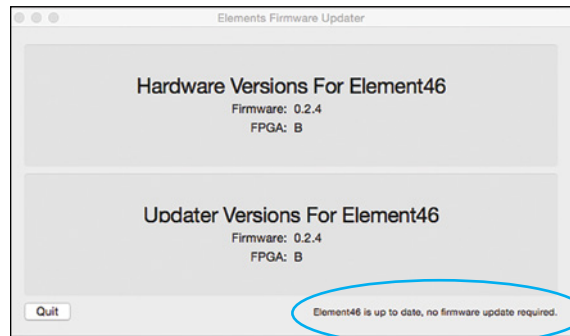 Elements Firmware Updater
Hardware Versions For Element46
Firmware: 0.2.4
FPGA: B
Updater Versions For Element46
Firmware: 0.2.4
FPGA: B
Quit
Element46 is up to date, no firmware update required.